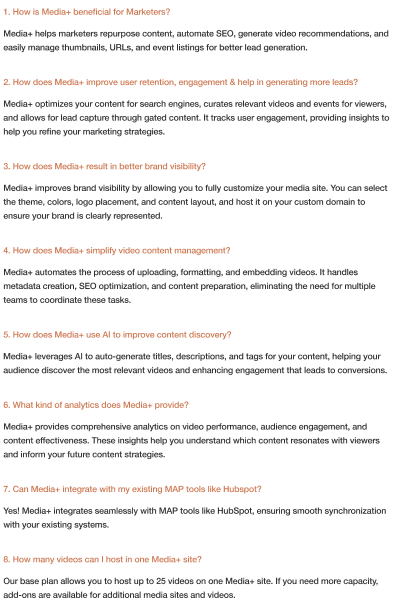 1. How is Media+ beneficial for Marketers?
Media+ helps marketers repurpose content, automate SEO, generate video recommendations, and
easily manage thumbnails, URLs, and event listings for better lead generation.
2. How does Media+ improve user retention, engagement & help in generating more leads?
Media+ optimizes your content for search engines, curates relevant videos and events for viewers,
and allows for lead capture through gated content. It tracks user engagement, providing insights to
help you refine your marketing strategies.
3. How does Media+ result in better brand visibility?
Media+ improves brand visibility by allowing you to fully customize your media site. You can select
the theme, colors, logo placement, and content layout, and host it on your custom domain to
ensure your brand is clearly represented.
4. How does Media+ simplify video content management?
Media+ automates the process of uploading, formatting, and embedding videos. It handles
metadata creation, SEO optimization, and content preparation, eliminating the need for multiple
teams to coordinate these tasks.
5. How does Media+ use AI to improve content discovery?
Media+ leverages AI to auto-generate titles, descriptions, and tags for your content, helping your
audience discover the most relevant videos and enhancing engagement that leads to conversions.
6. What kind of analytics does Media+ provide?
Media+ provides comprehensive analytics on video performance, audience engagement, and
content effectiveness. These insights help you understand which content resonates with viewers
and inform your future content strategies.
7. Can Media+ integrate with my existing MAP tools like Hubspot?
Yes! Media+ integrates seamlessly with MAP tools like HubSpot, ensuring smooth synchronization
with your existing systems.
8. How many videos can I host in one Media+ site?
Our base plan allows you to host up to 25 videos on one Media+ site. If you need more capacity,
add-ons are available for additional media sites and videos.